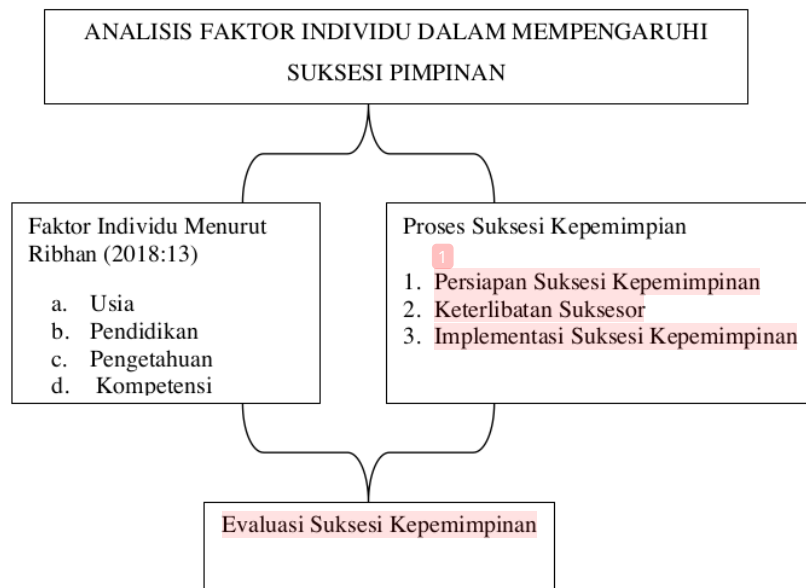 ANALISIS FAKTOR INDIVIDU DALAM MEMPENGARUHI
SUKSESI PIMPINAN
Faktor Individu Menurut
Ribhan (2018:13)
a. Usia
b. Pendidikan
c. Pengetahuan
d. Kompetensi
Proses Suksesi Kepemimpian
1
1. Persiapan Suksesi Kepemimpinan
2. Keterlibatan Suksesor
3. Implementasi Suksesi Kepemimpinan
Evaluasi Suksesi Kepemimpinan